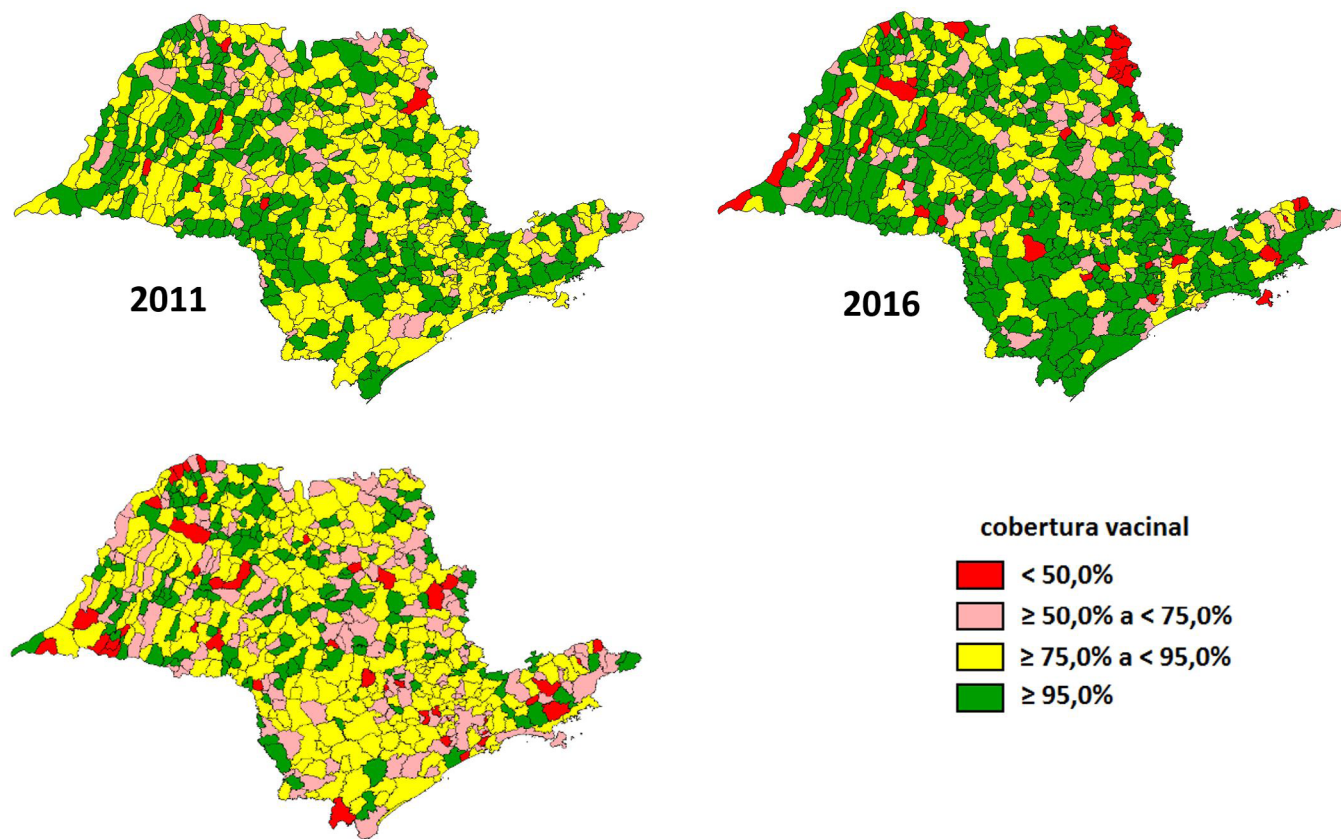 2011
2016
cobertura vacinal
< 50,0%
≥ 50,0% a < 75,0%
≥ 75,0% a < 95,0%
≥ 95,0%